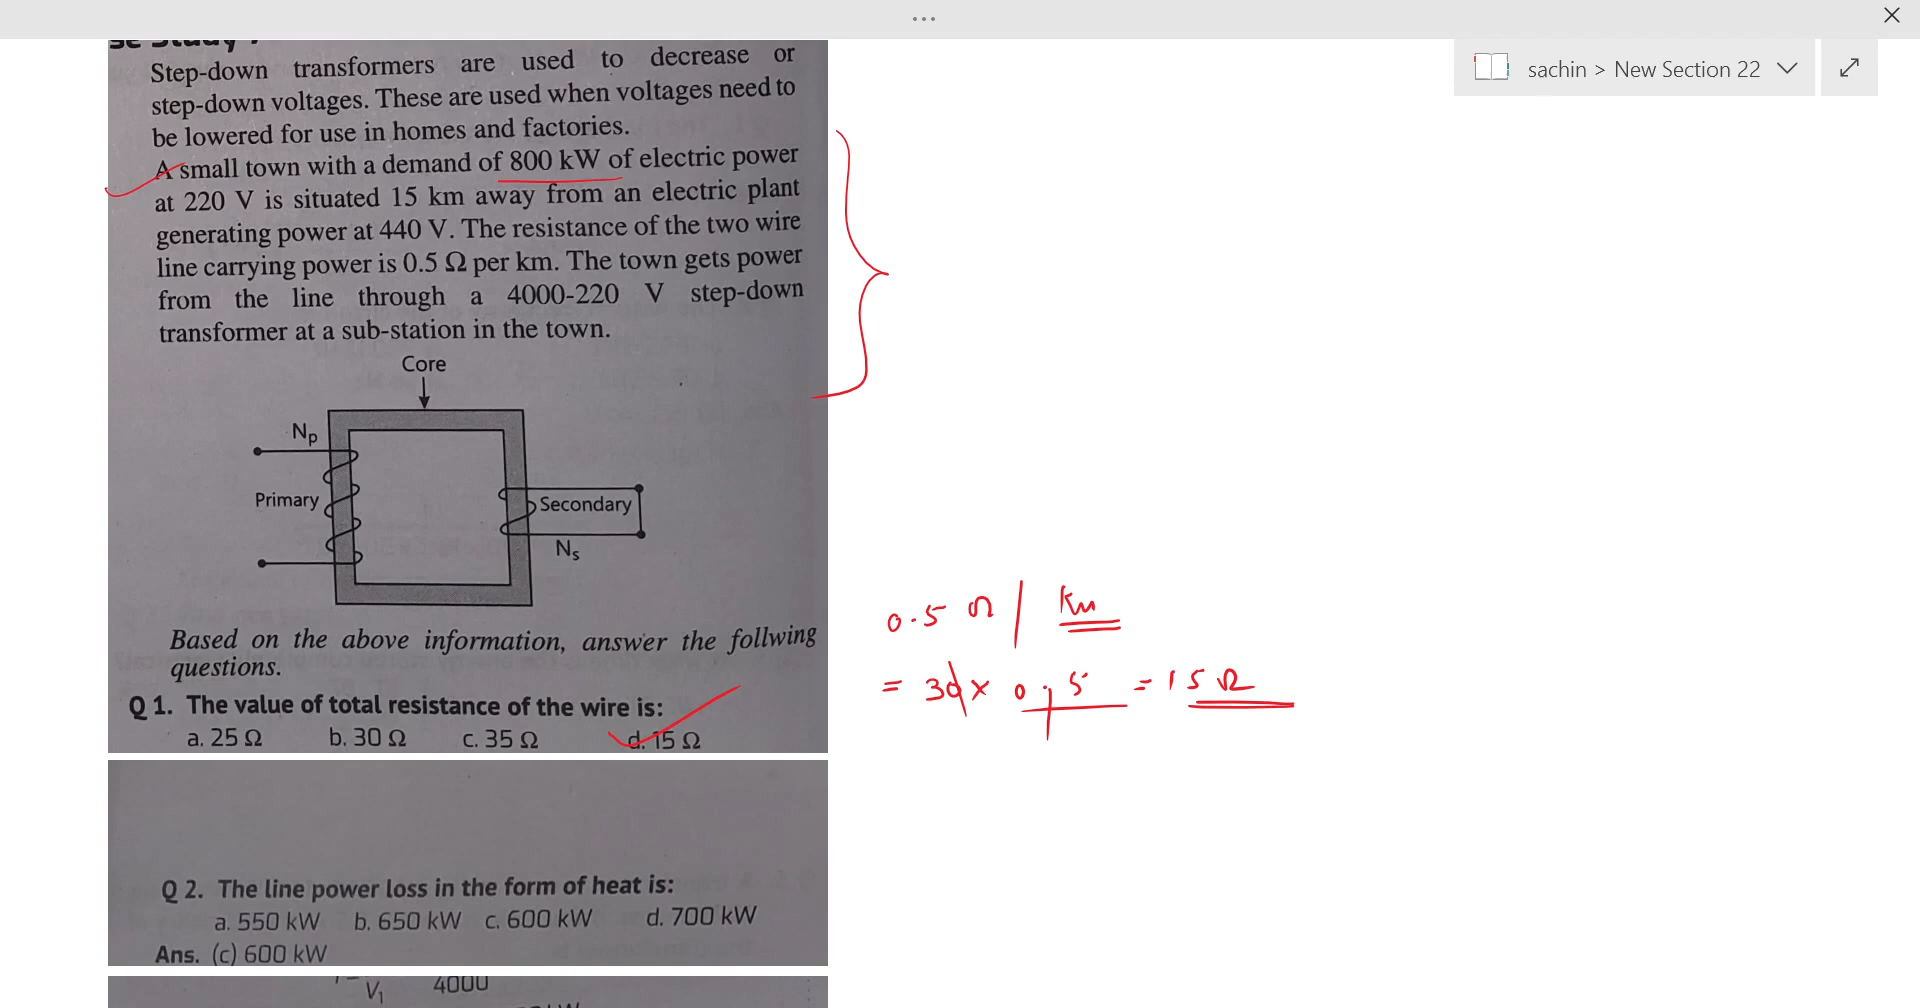 sachin > New Section 22
Step-down transformers are used to decrease or
step-down voltages. These are used when voltages need to
be lowered for use in homes and factories.
A small town with a demand of 800 kW of electric power
at 220 V is situated 15 km away from an electric plant
generating power at 440 V. The resistance of the two wire
line carrying power is 0.5 Ω per km. The town gets power
from the line through a 4000-220 V step-down
transformer at a sub-station in the town.
Core
Np
Primary
Secondary
Ns
Based on the above information, answer the follwing
questions.
Q 1. The value of total resistance of the wire is:
a. 25 Ω b. 30 Ω c. 35 Ω d. 15 Ω
0.5 Ω / km
= 30 × 0.5 = 15 Ω
Q 2. The line power loss in the form of heat is:
a. 550 kW b. 650 kW c. 600 kW d. 700 kW
Ans. (c) 600 kW
V1 4000